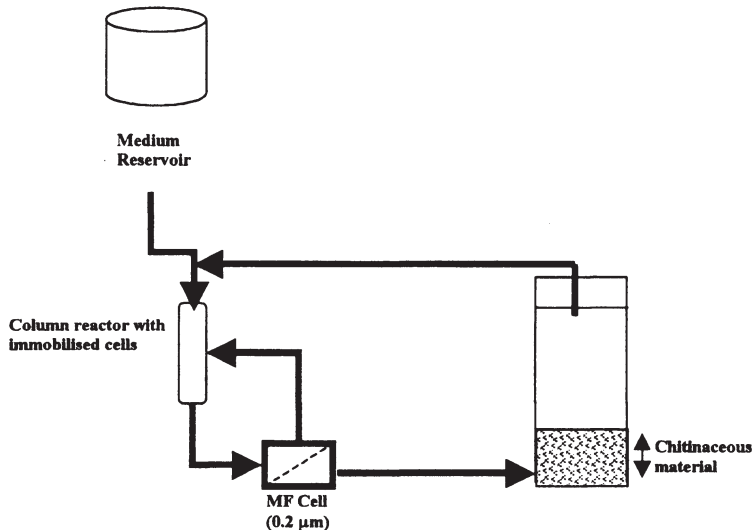 Medium
Reservoir
Column reactor with
immobilised cells
Chitinaceous
material
MF Cell
(0.2 µm)